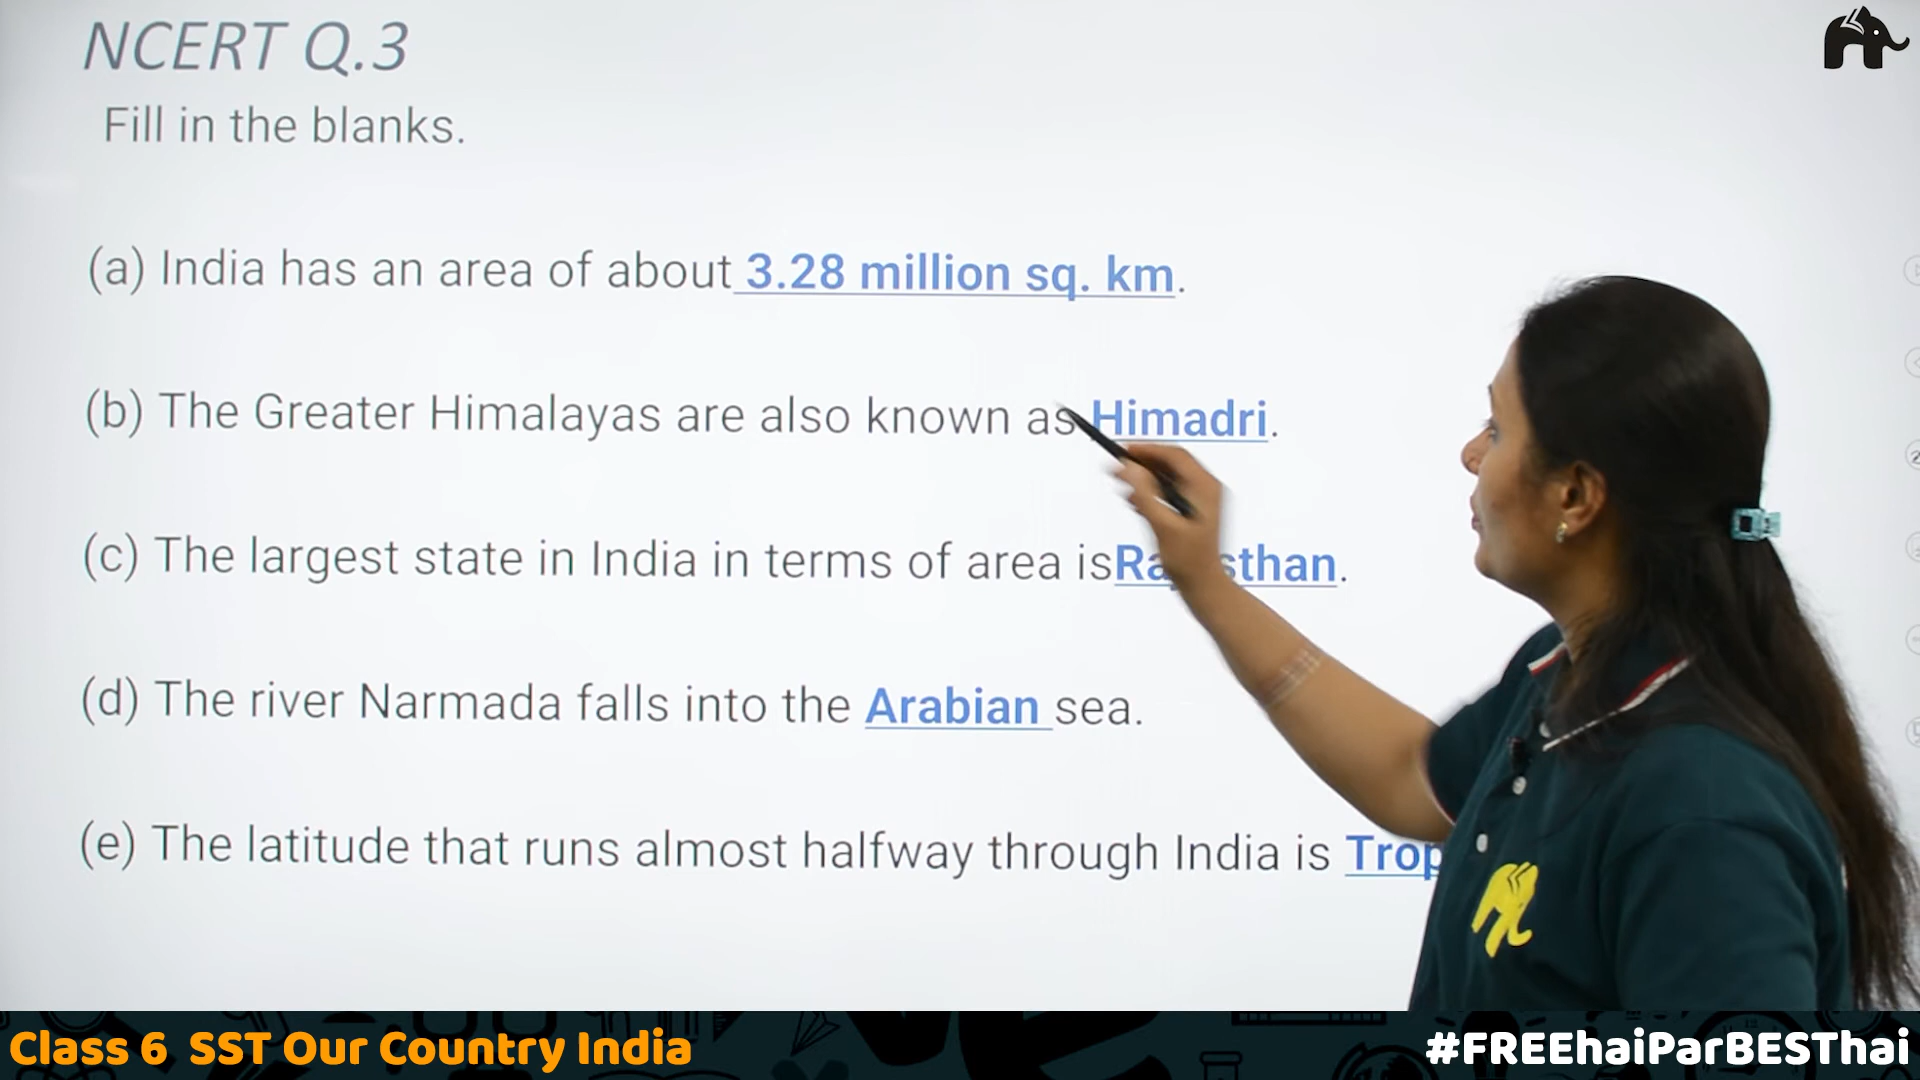 NCERT Q.3
Fill in the blanks.
(a) India has an area of about 3.28 million sq. km.
(b) The Greater Himalayas are also known as Himadri.
(c) The largest state in India in terms of area is
(d) The river Narmada falls into the Arabian sea.
(e) The latitude that runs almost halfway through India is
Class 6 SST Our Country India
#FREEhaiParBESThai